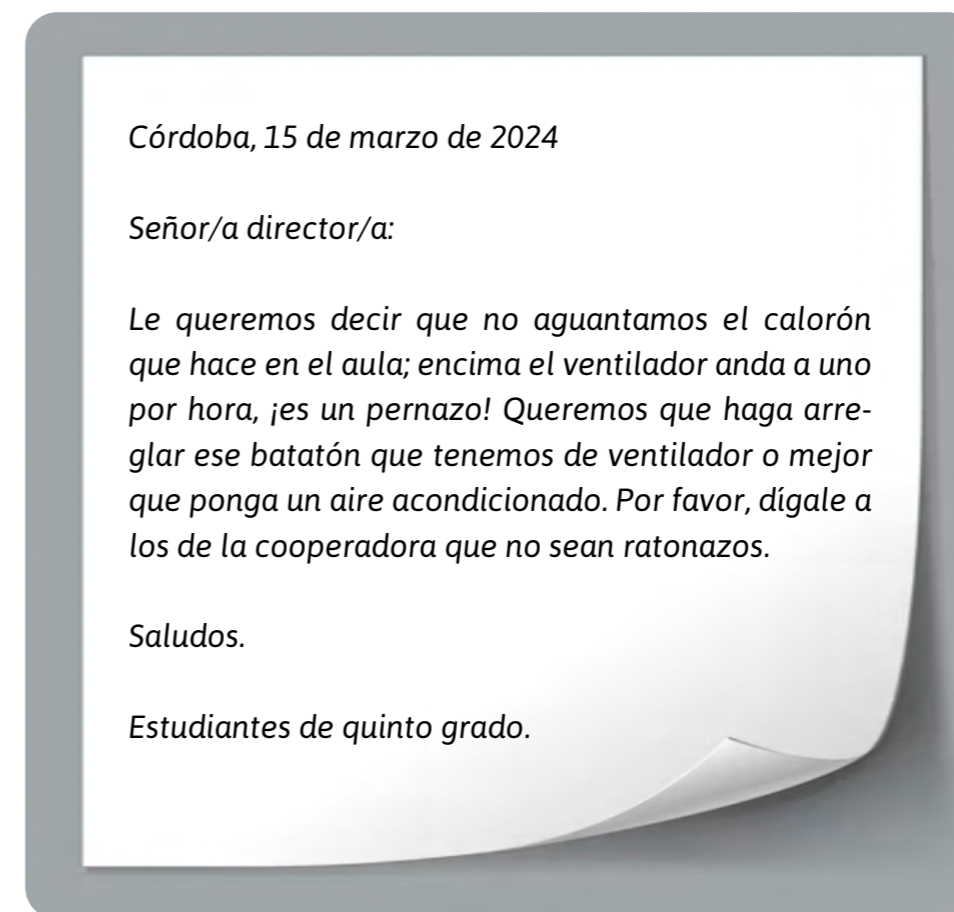 Córdoba, 15 de marzo de 2024
Señor/a director/a:
Le queremos decir que no aguantamos el calorón
que hace en el aula; encima el ventilador anda a uno
por hora, ¡es un pernazo! Queremos que haga arre-
glar ese batatón que tenemos de ventilador o mejor
que ponga un aire acondicionado. Por favor, dígale a
los de la cooperadora que no sean ratonazos.
Saludos.
Estudiantes de quinto grado.